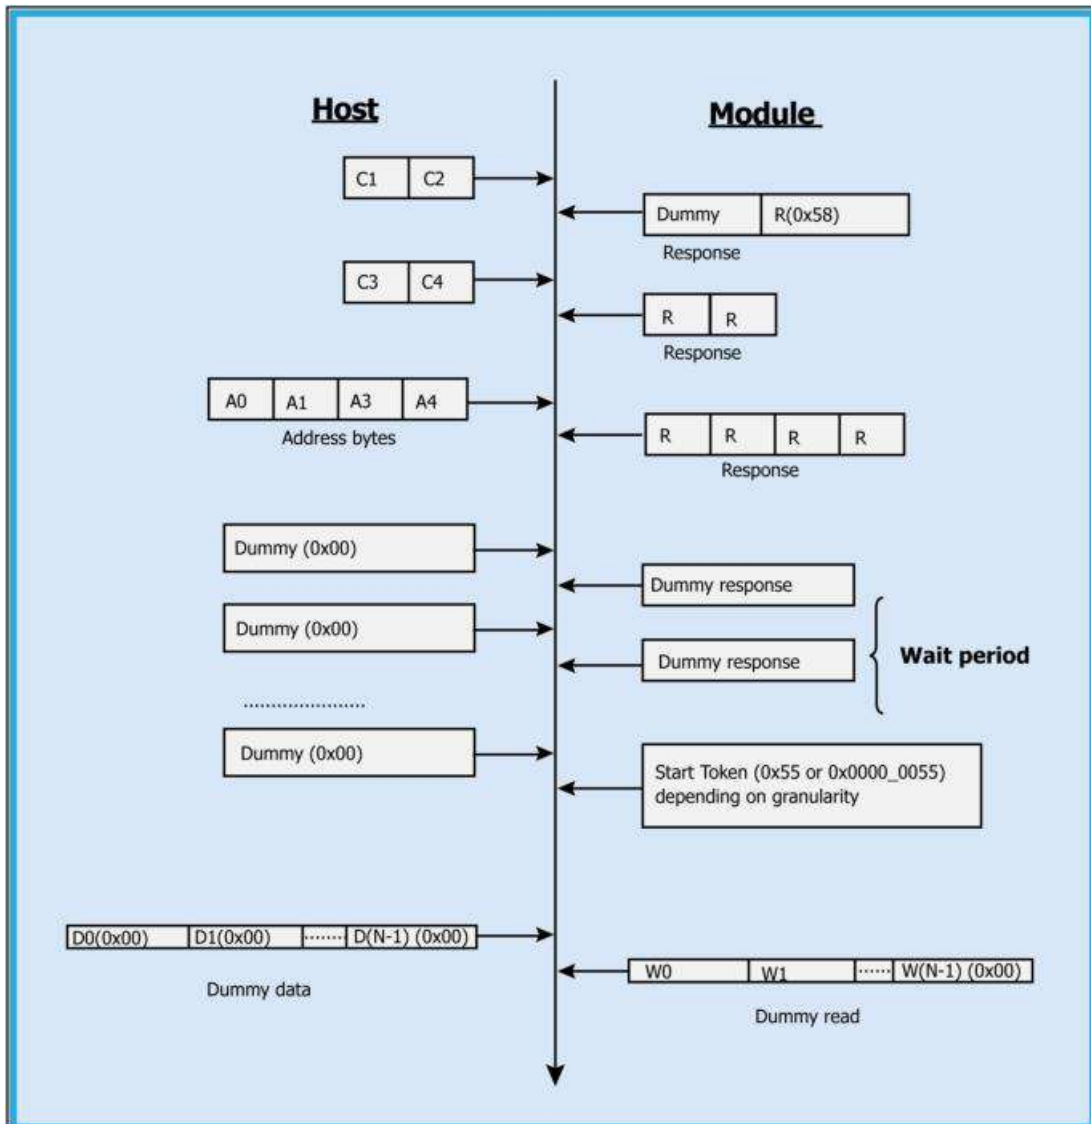 Host
Module
C1 C2
Dummy R(0x58)
Response
C3 C4
R R
Response
A0 A1 A3 A4
Address bytes
R R R R
Response
Dummy (0x00)
Dummy response
Dummy (0x00)
Dummy response
Wait period
.....................
Dummy (0x00)
Start Token (0x55 or 0x0000_0055)
depending on granularity
D0(0x00) D1(0x00) ....... D(N-1) (0x00)
Dummy data
W0 W1 ...... W(N-1) (0x00)
Dummy read